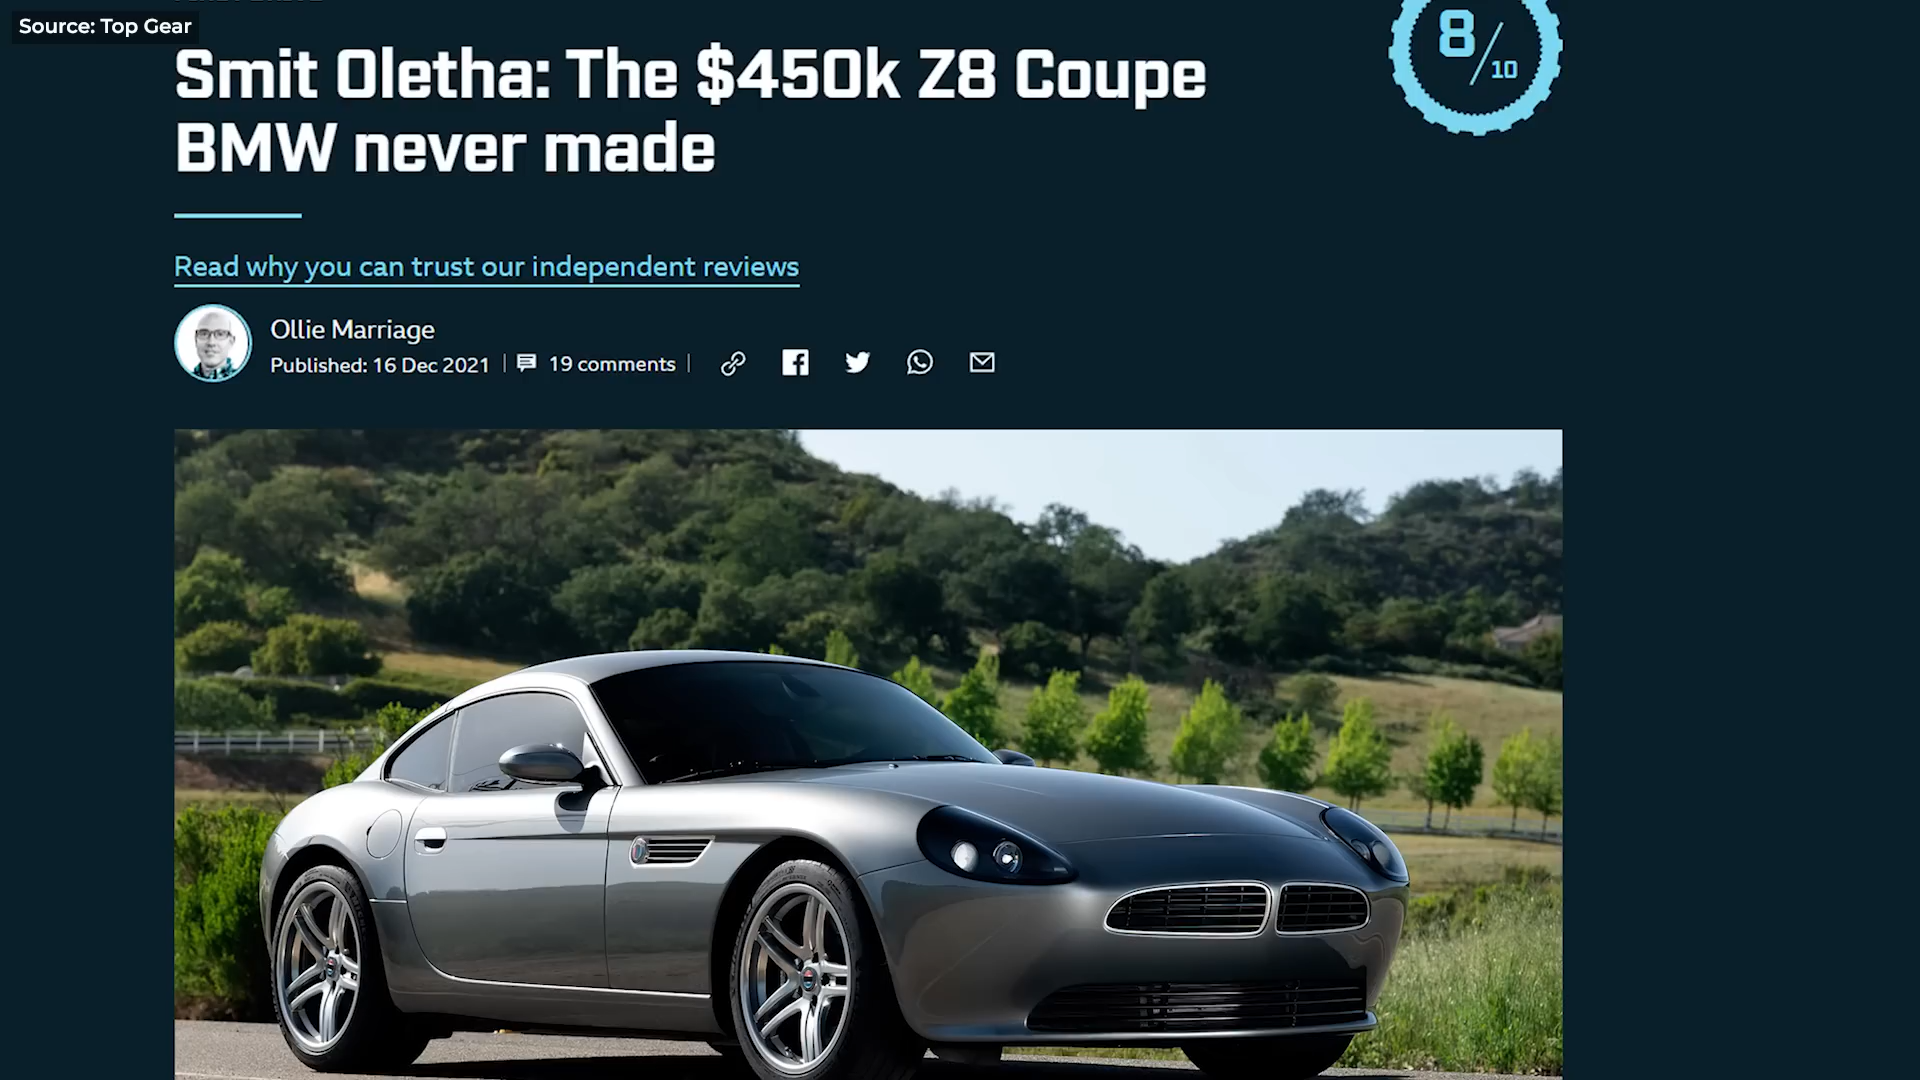 Source: Top Gear
8/10
Smit Oletha: The $450k Z8 Coupe
BMW never made
Read why you can trust our independent reviews
Ollie Marriage
Published: 16 Dec 2021
19 comments